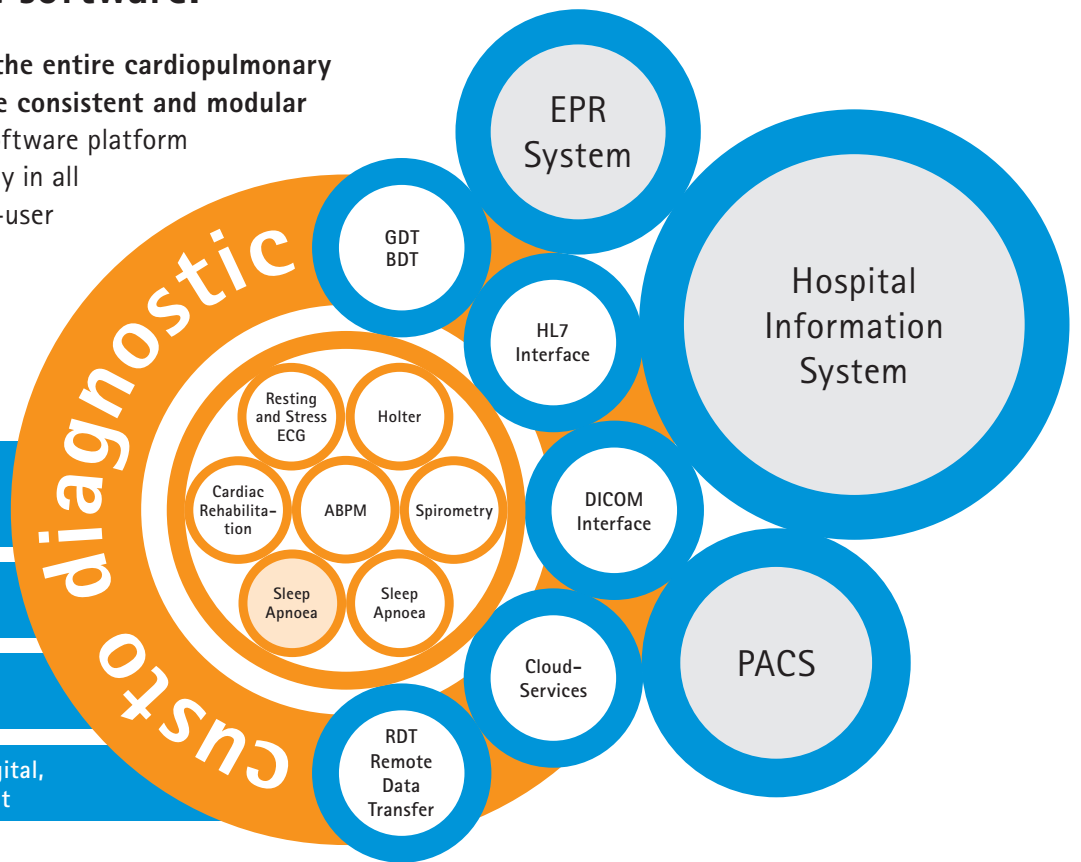 software.
the entire cardiopulmonary
consistent and modular
software platform
in all
user
EPR
System
GDT
BDT
HL7
Interface
Hospital
Information
System
custo diagnostic
Resting
and Stress
ECG
Holter
Cardiac
Rehabilita-
tion
ABPM
Spirometry
DICOM
Interface
Sleep
Apnoea
Sleep
Apnoea
Cloud-
Services
PACS
RDT
Remote
Data
Transfer